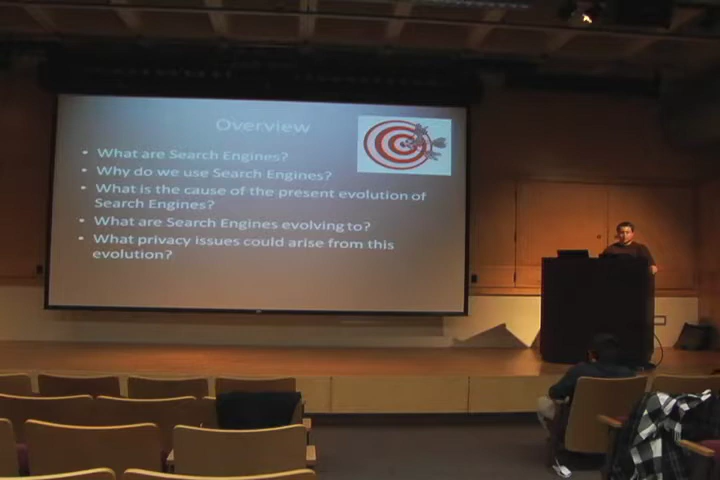 Overview
• What are Search Engines?
• Why do we use Search Engines?
• What is the cause of the present evolution of
Search Engines?
• What are Search Engines evolving to?
• What privacy issues could arise from this
evolution?